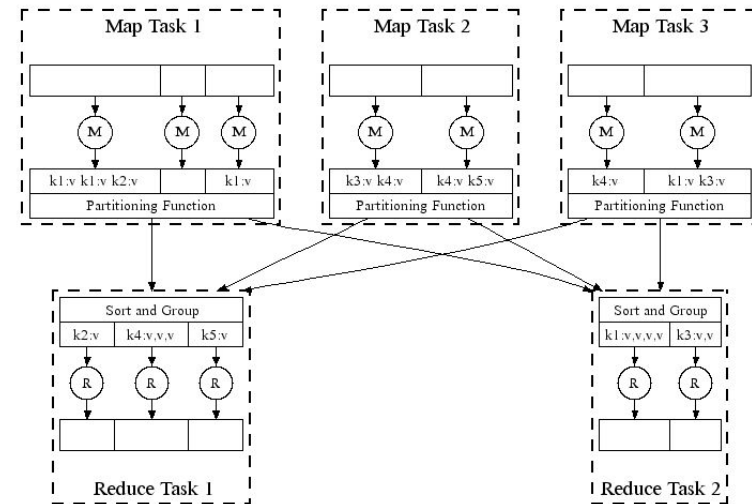 Map Task 1
Map Task 2
Map Task 3
M M M
M M
M M
k1:v k1:v k2:v
k1:v
k3:v k4:v
k4:v k5:v
k4:v
k1:v k3:v
Partitioning Function
Partitioning Function
Partitioning Function
Sort and Group
k2:v
k4:v,v,v
k5:v
R R R
Reduce Task 1
Sort and Group
k1:v,v,v,v
k3:v,v
R R
Reduce Task 2